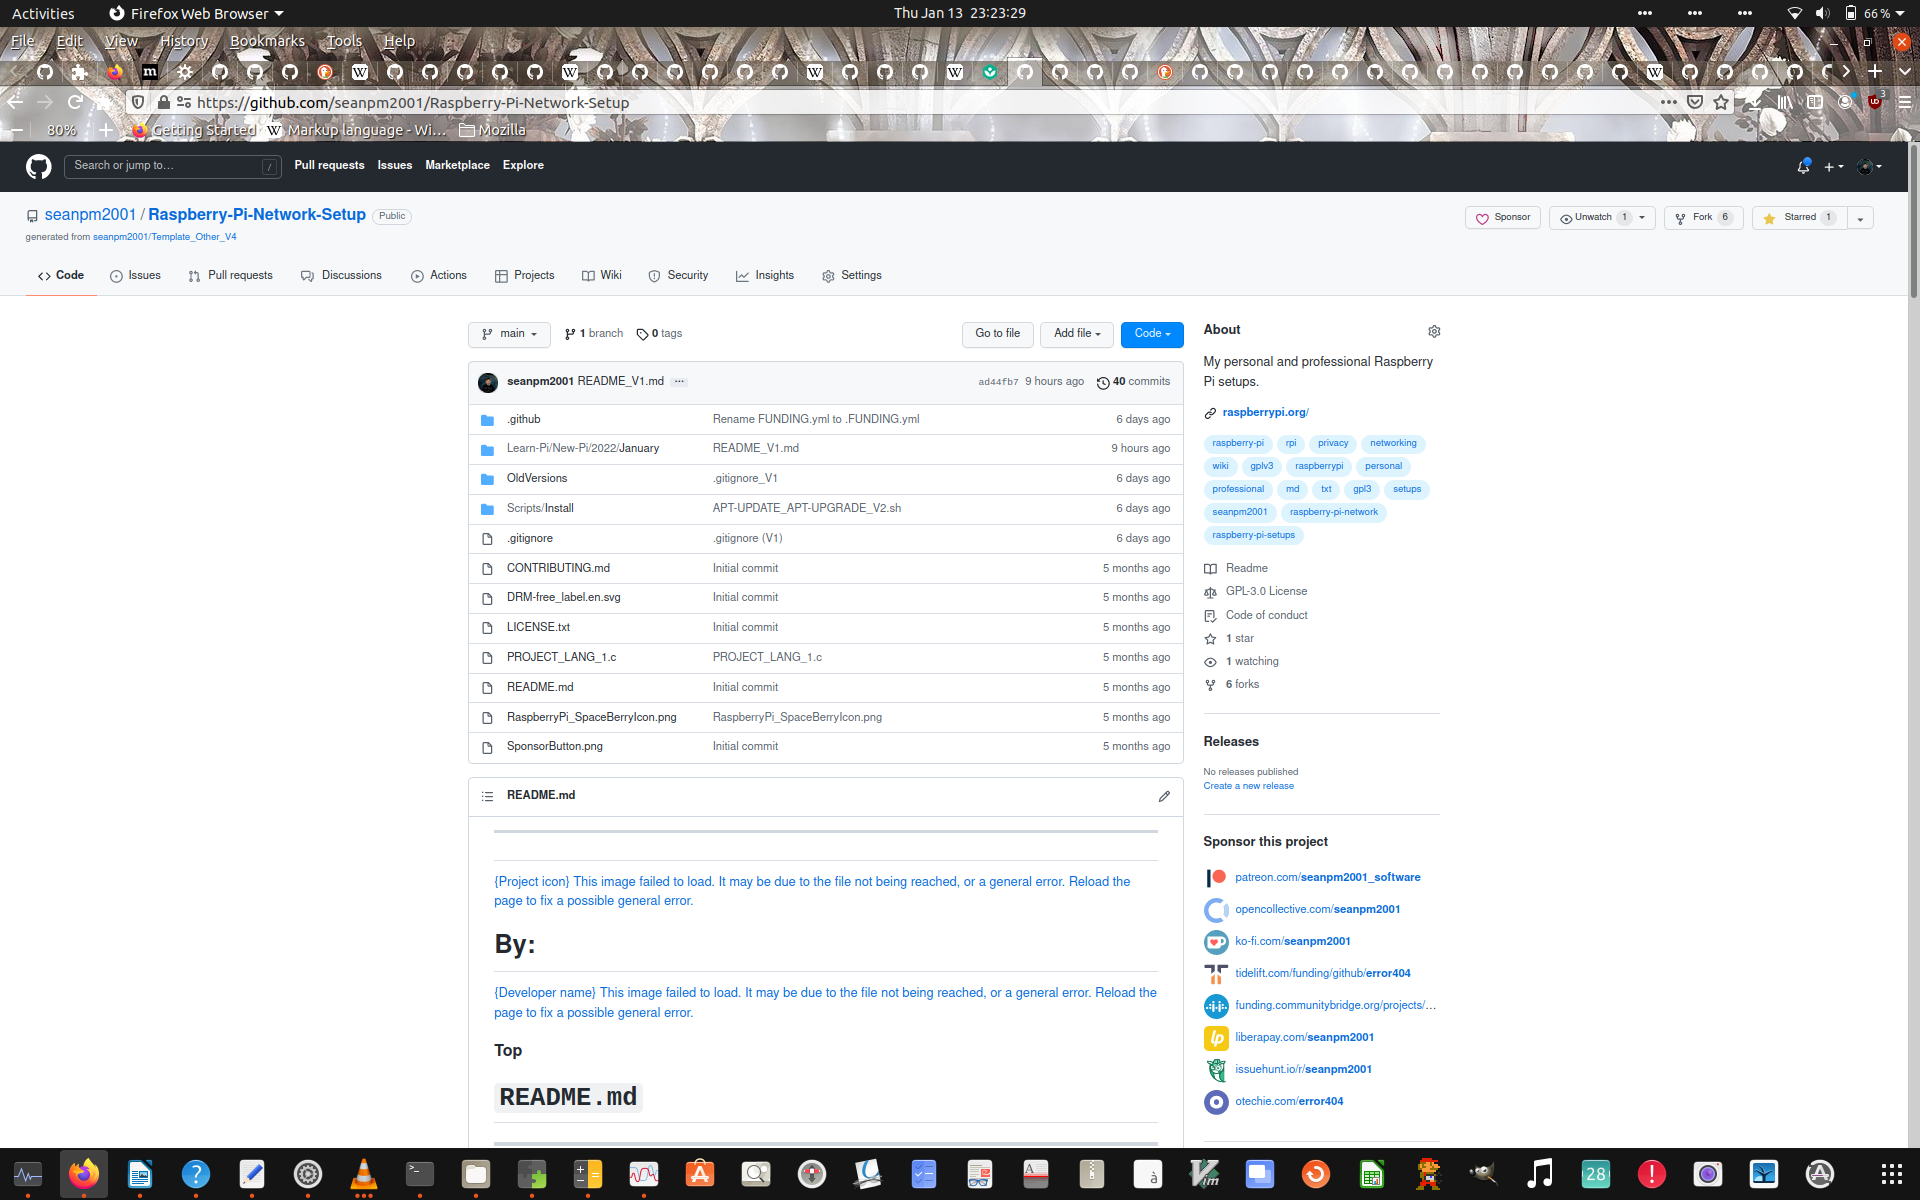 Activities Firefox Web Browser Thu Jan 13 23:23:29 66 %
File Edit View History Bookmarks Tools Help
https://github.com/seanpm2001/Raspberry-Pi-Network-Setup 3
80% Getting Started Markup language - Wi… Mozilla
Search or jump to... / Pull requests Issues Marketplace Explore
seanpm2001 / Raspberry-Pi-Network-Setup Public
Sponsor Unwatch 1 Fork 6 Starred 1
generated from seanpm2001/Template_Other_V4
Code Issues Pull requests Discussions Actions Projects Wiki Security Insights Settings
main 1 branch 0 tags Go to file Add file Code
seanpm2001 README_V1.md ... ad44fb7 9 hours ago 40 commits
.github Rename FUNDING.yml to .FUNDING.yml 6 days ago
Learn-Pi/New-Pi/2022/January README_V1.md 9 hours ago
OldVersions .gitignore_V1 6 days ago
Scripts/Install APT-UPDATE_APT-UPGRADE_V2.sh 6 days ago
.gitignore .gitignore (V1) 6 days ago
CONTRIBUTING.md Initial commit 5 months ago
DRM-free_label.en.svg Initial commit 5 months ago
LICENSE.txt Initial commit 5 months ago
PROJECT_LANG_1.c PROJECT_LANG_1.c 5 months ago
README.md Initial commit 5 months ago
RaspberryPi_SpaceBerryIcon.png RaspberryPi_SpaceBerryIcon.png 5 months ago
SponsorButton.png Initial commit 5 months ago
README.md
{Project icon} This image failed to load. It may be due to the file not being reached, or a general error. Reload the
page to fix a possible general error.
By:
{Developer name} This image failed to load. It may be due to the file not being reached, or a general error. Reload the
page to fix a possible general error.
Top
README.md
About
My personal and professional Raspberry
Pi setups.
raspberrypi.org/
raspberry-pi rpi privacy networking
wiki gplv3 raspberrypi personal
professional md txt gpl3 setups
seanpm2001 raspberry-pi-network
raspberry-pi-setups
Readme
GPL-3.0 License
Code of conduct
1 star
1 watching
6 forks
Releases
No releases published
Create a new release
Sponsor this project
patreon.com/seanpm2001_software
opencollective.com/seanpm2001
ko-fi.com/seanpm2001
tidelift.com/funding/github/error404
funding.communitybridge.org/projects/…
liberapay.com/seanpm2001
issuehunt.io/r/seanpm2001
otechie.com/error404
28